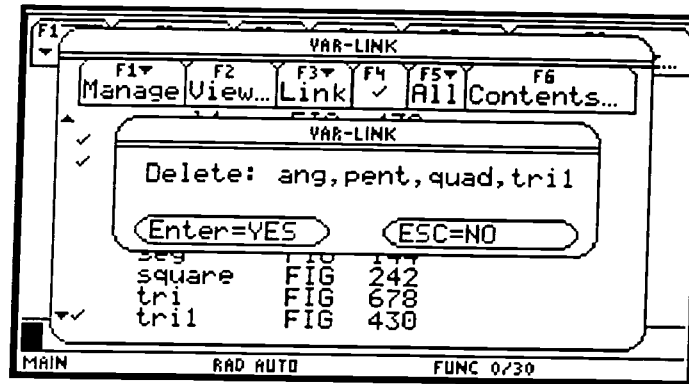 F1
VAR-LINK
F1▾ F2 F3▾ F4 F5▾ F6
Manage View... Link ✓ All Contents...
VAR-LINK
Delete: ang,pent,quad,tri1
Enter=YES ESC=NO
square FIG 242
tri FIG 678
tri1 FIG 430
MAIN RAD AUTO FUNC 0/30